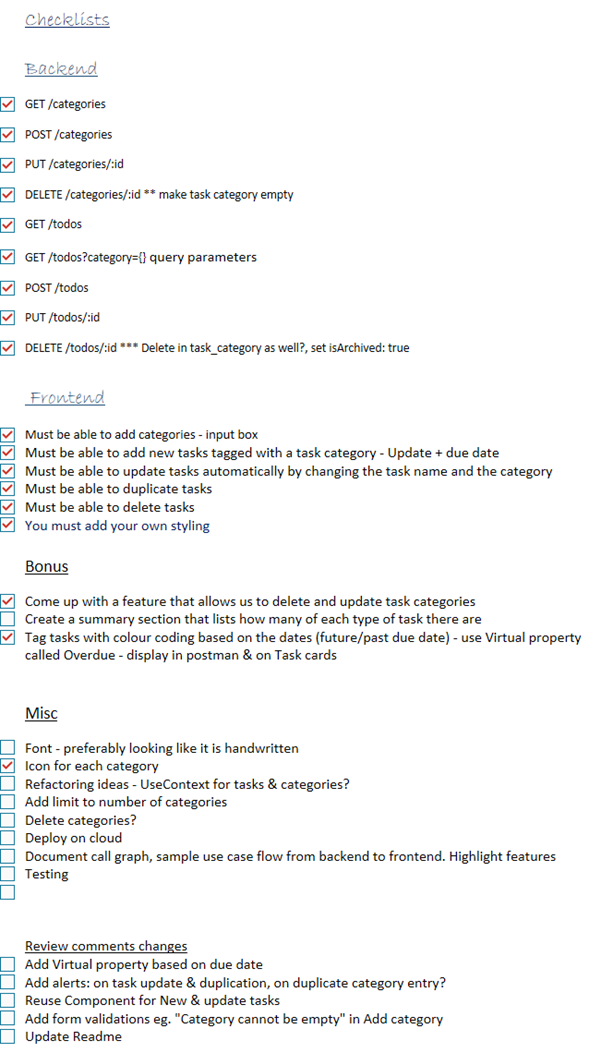 Checklists
Backend
GET /categories
POST /categories
PUT /categories/:id
DELETE /categories/:id ** make task category empty
GET /todos
GET /todos?category={} query parameters
POST /todos
PUT /todos/:id
DELETE /todos/:id *** Delete in task_category as well?, set isArchived: true
Frontend
Must be able to add categories - input box
Must be able to add new tasks tagged with a task category - Update + due date
Must be able to update tasks automatically by changing the task name and the category
Must be able to duplicate tasks
Must be able to delete tasks
You must add your own styling
Bonus
Come up with a feature that allows us to delete and update task categories
Create a summary section that lists how many of each type of task there are
Tag tasks with colour coding based on the dates (future/past due date) - use Virtual property
called Overdue - display in postman & on Task cards
Misc
Font - preferably looking like it is handwritten
Icon for each category
Refactoring ideas - UseContext for tasks & categories?
Add limit to number of categories
Delete categories?
Deploy on cloud
Document call graph, sample use case flow from backend to frontend. Highlight features
Testing
Review comments changes
Add Virtual property based on due date
Add alerts: on task update & duplication, on duplicate category entry?
Reuse Component for New & update tasks
Add form validations eg. "Category cannot be empty" in Add category
Update Readme